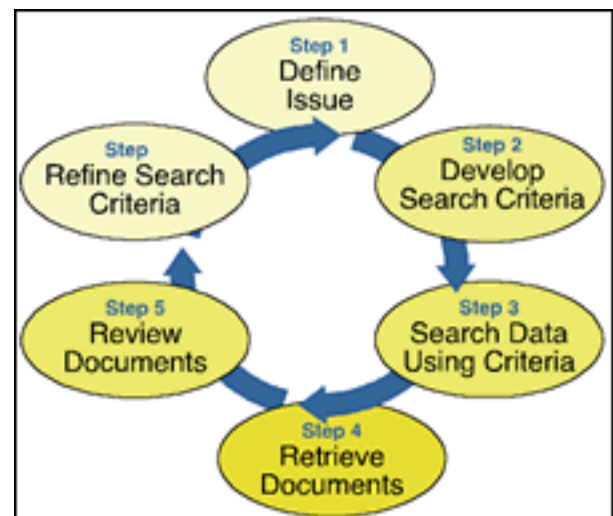 Step 1
Define
Issue
Step 2
Develop
Search Criteria
Step 3
Search Data
Using Criteria
Step 4
Retrieve
Documents
Step 5
Review
Documents
Step
Refine Search
Criteria